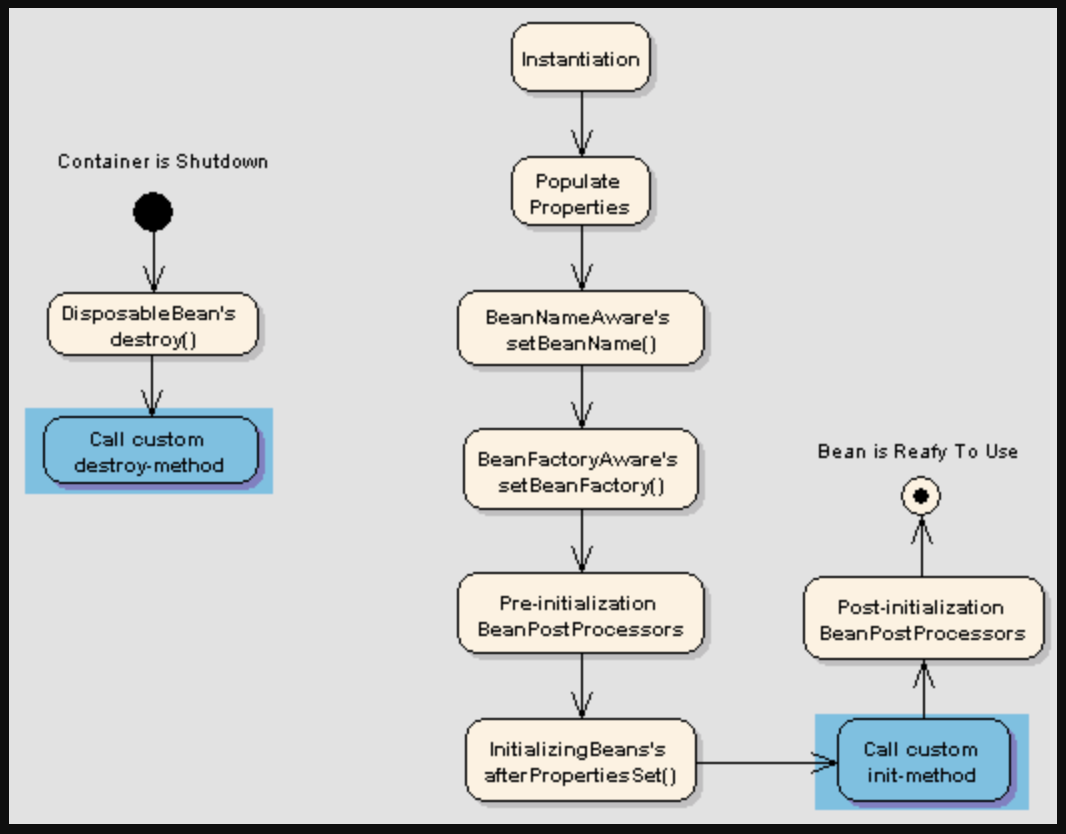 Container is Shutdown
DisposableBean's
destroy()
Call custom
destroy-method
Instantiation
Populate
Properties
BeanNameAware's
setBeanName()
BeanFactoryAware's
setBeanFactory()
Pre-initialization
BeanPostProcessors
InitializingBeans's
afterPropertiesSet()
Call custom
init-method
Post-initialization
BeanPostProcessors
Bean is Reafy To Use